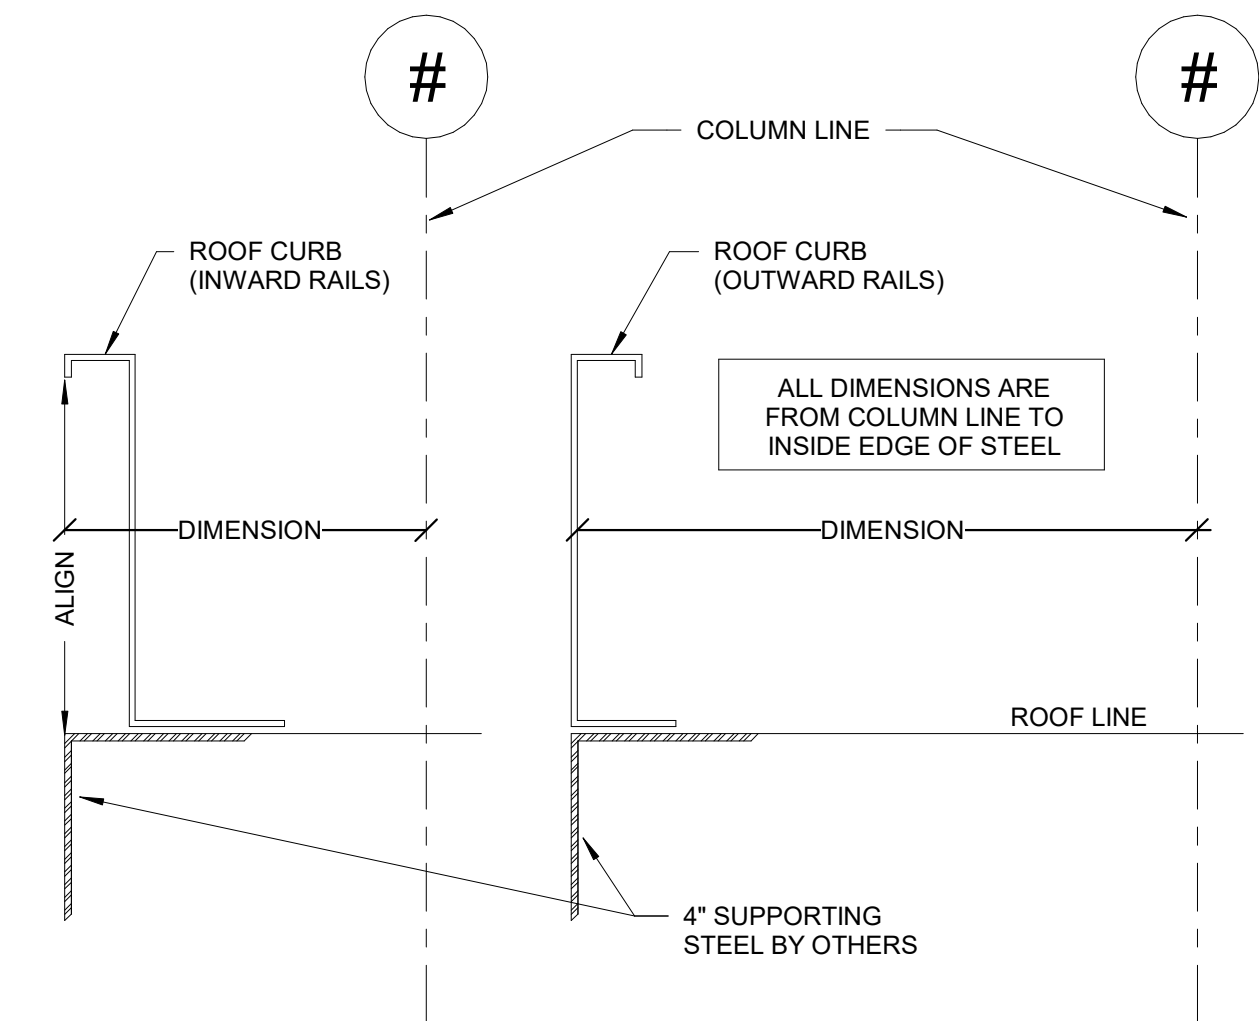 #
#
COLUMN LINE
ROOF CURB
(INWARD RAILS)
ROOF CURB
(OUTWARD RAILS)
ALL DIMENSIONS ARE
FROM COLUMN LINE TO
INSIDE EDGE OF STEEL
DIMENSION
DIMENSION
ALIGN
ROOF LINE
4" SUPPORTING
STEEL BY OTHERS